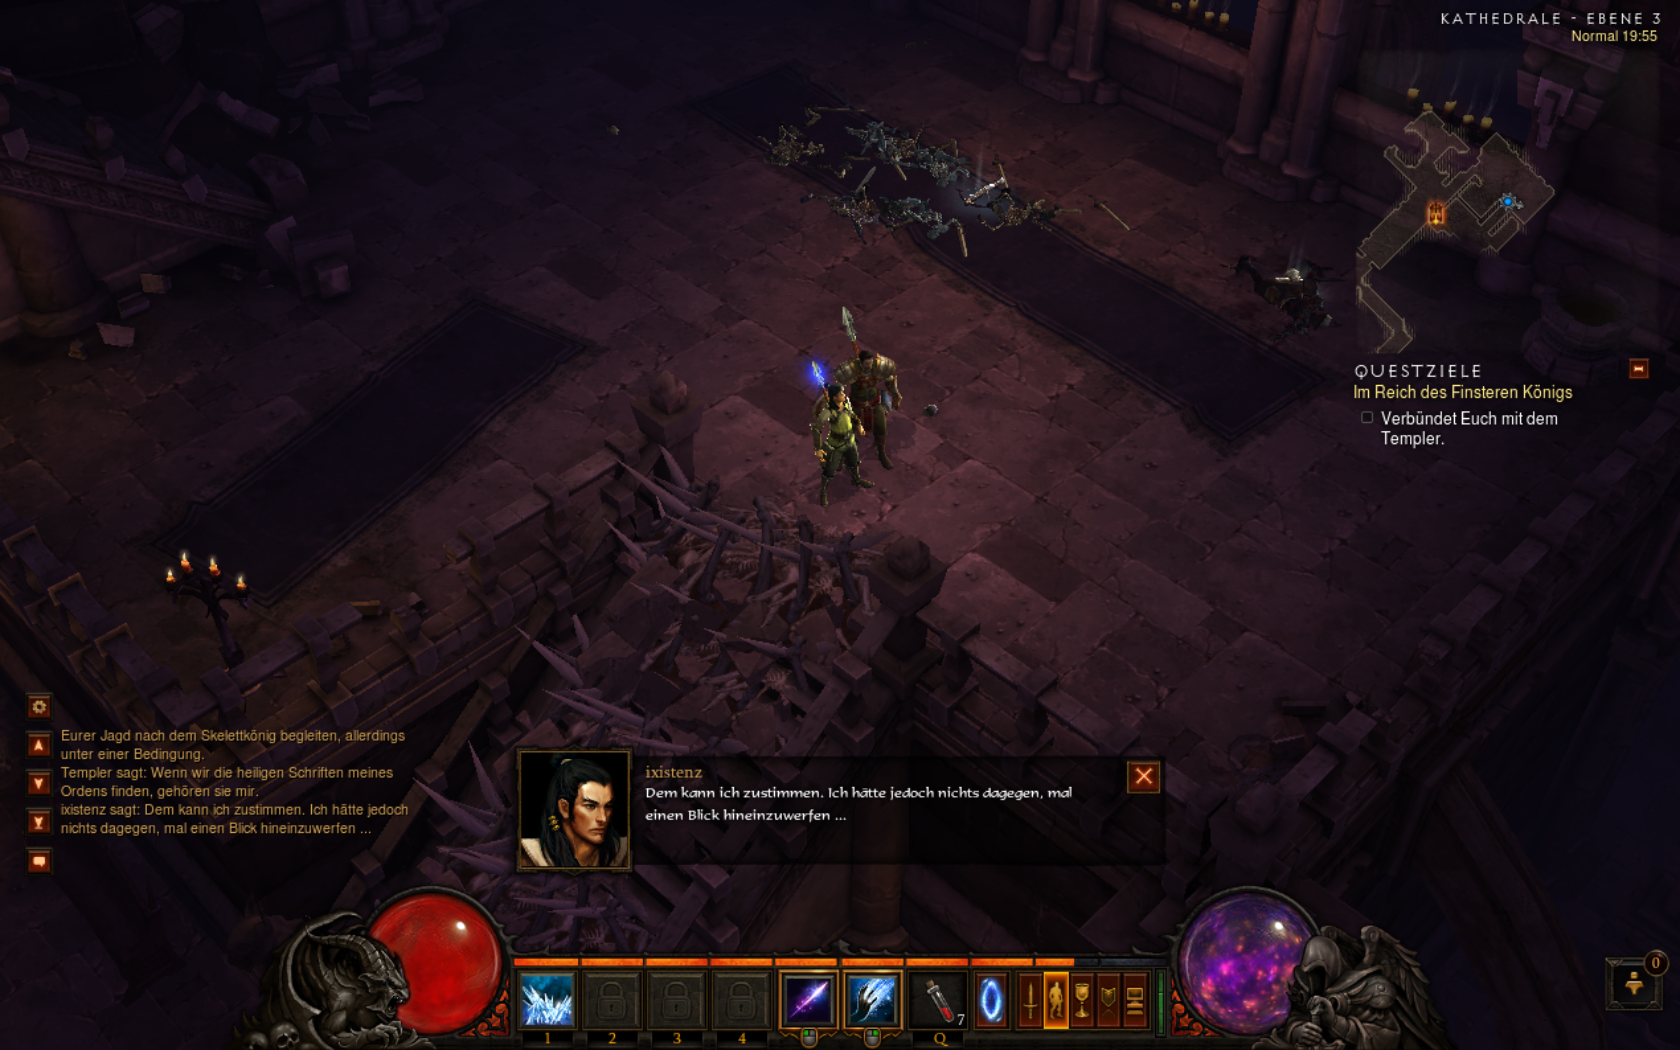 KATHEDRALE - EBENE 3
Normal 19:55
QUESTZIELE
Im Reich des Finsteren Königs
Verbündet Euch mit dem
Templer.
Eurer Jagd nach dem Skelettkönig begleiten, allerdings
unter einer Bedingung.
Templer sagt: Wenn wir die heiligen Schriften meines
Ordens finden, gehören sie mir.
ixistenz sagt: Dem kann ich zustimmen. Ich hätte jedoch
nichts dagegen, mal einen Blick hineinzuwerfen ...
ixistenz
Dem kann ich zustimmen. Ich hätte jedoch nichts dagegen, mal
einen Blick hineinzuwerfen ...
7
0
1 2 3 4 Q